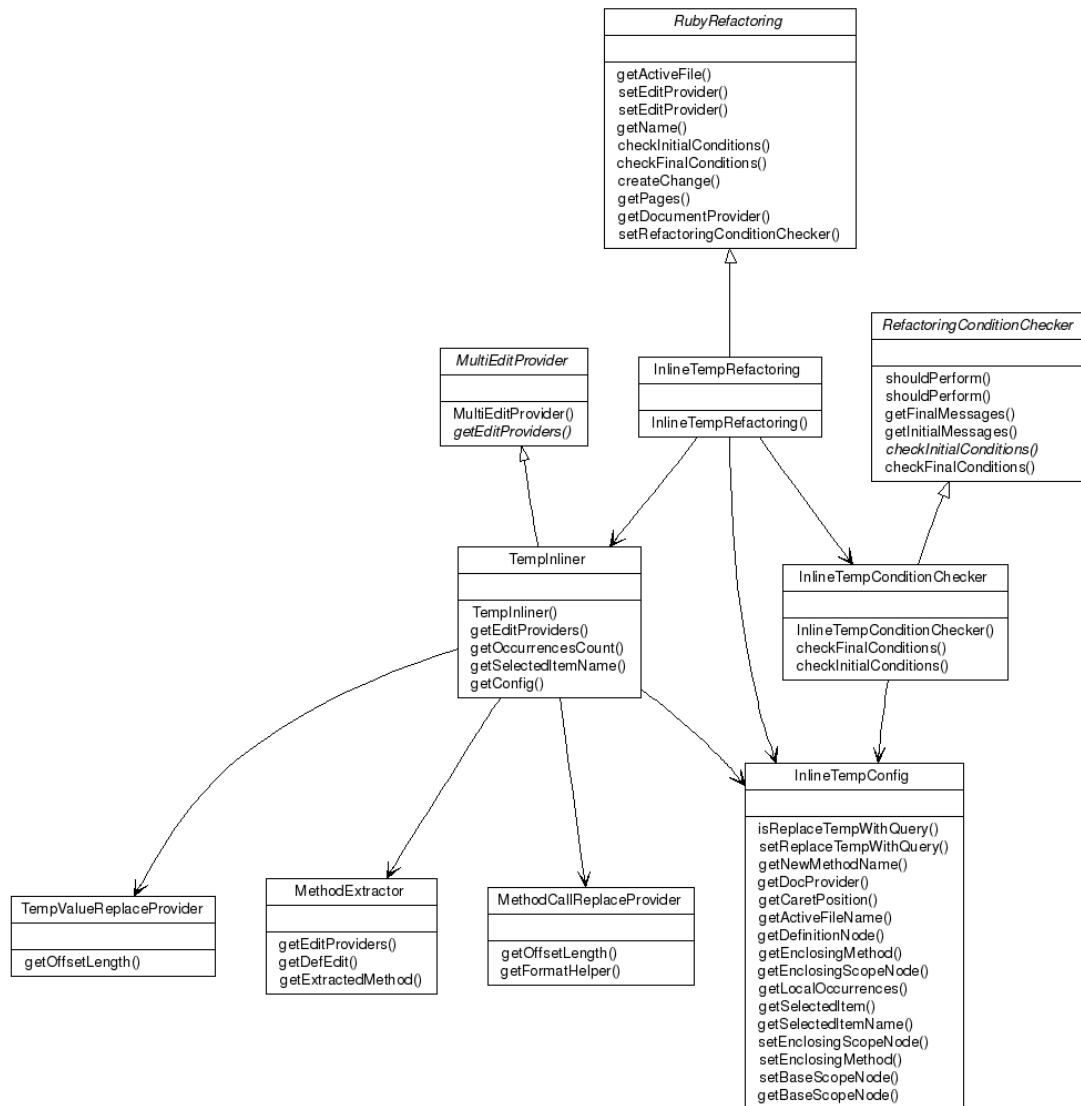 RubyRefactoring
getActiveFile()
setEditProvider()
setEditProvider()
getName()
checkInitialConditions()
checkFinalConditions()
createChange()
getPages()
getDocumentProvider()
setRefactoringConditionChecker()
RefactoringConditionChecker
shouldPerform()
shouldPerform()
getFinalMessages()
getInitialMessages()
checkInitialConditions()
checkFinalConditions()
MultiEditProvider
MultiEditProvider()
getEditProviders()
InlineTempRefactoring
InlineTempRefactoring()
TempInliner
TempInliner()
getEditProviders()
getOccurrencesCount()
getSelectedItemName()
getConfig()
InlineTempConditionChecker
InlineTempConditionChecker()
checkFinalConditions()
checkInitialConditions()
InlineTempConfig
isReplaceTempWithQuery()
setReplaceTempWithQuery()
getNewMethodName()
getDocProvider()
getCaretPosition()
getActiveFileName()
getDefinitionNode()
getEnclosingMethod()
getEnclosingScopeNode()
getLocalOccurrences()
getSelectedItem()
getSelectedItemName()
setEnclosingScopeNode()
setEnclosingMethod()
setBaseScopeNode()
getBaseScopeNode()
TempValueReplaceProvider
getOffsetLength()
MethodExtractor
getEditProviders()
getDefEdit()
getExtractedMethod()
MethodCallReplaceProvider
getOffsetLength()
getFormatHelper()